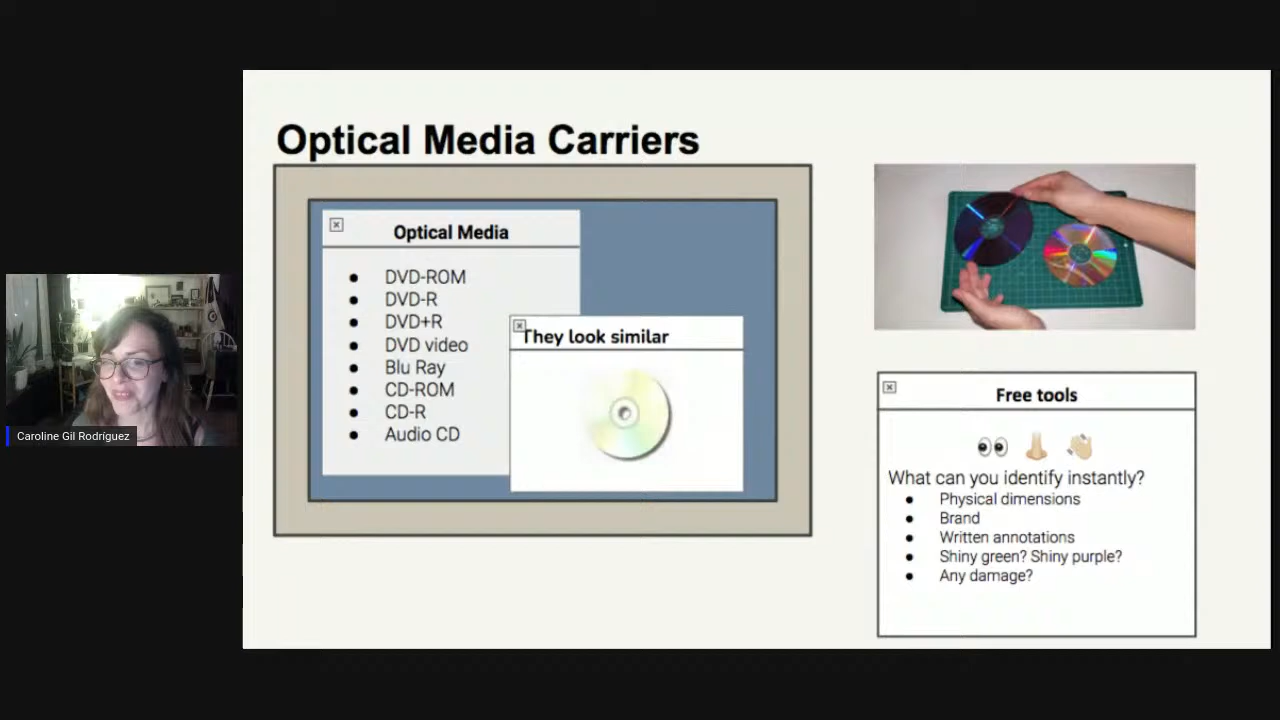 Optical Media Carriers
Optical Media
DVD-ROM
DVD-R
DVD+R
DVD video
Blu Ray
CD-ROM
CD-R
Audio CD
They look similar
Free tools
What can you identify instantly?
Physical dimensions
Brand
Written annotations
Shiny green? Shiny purple?
Any damage?
Caroline Gil Rodríguez